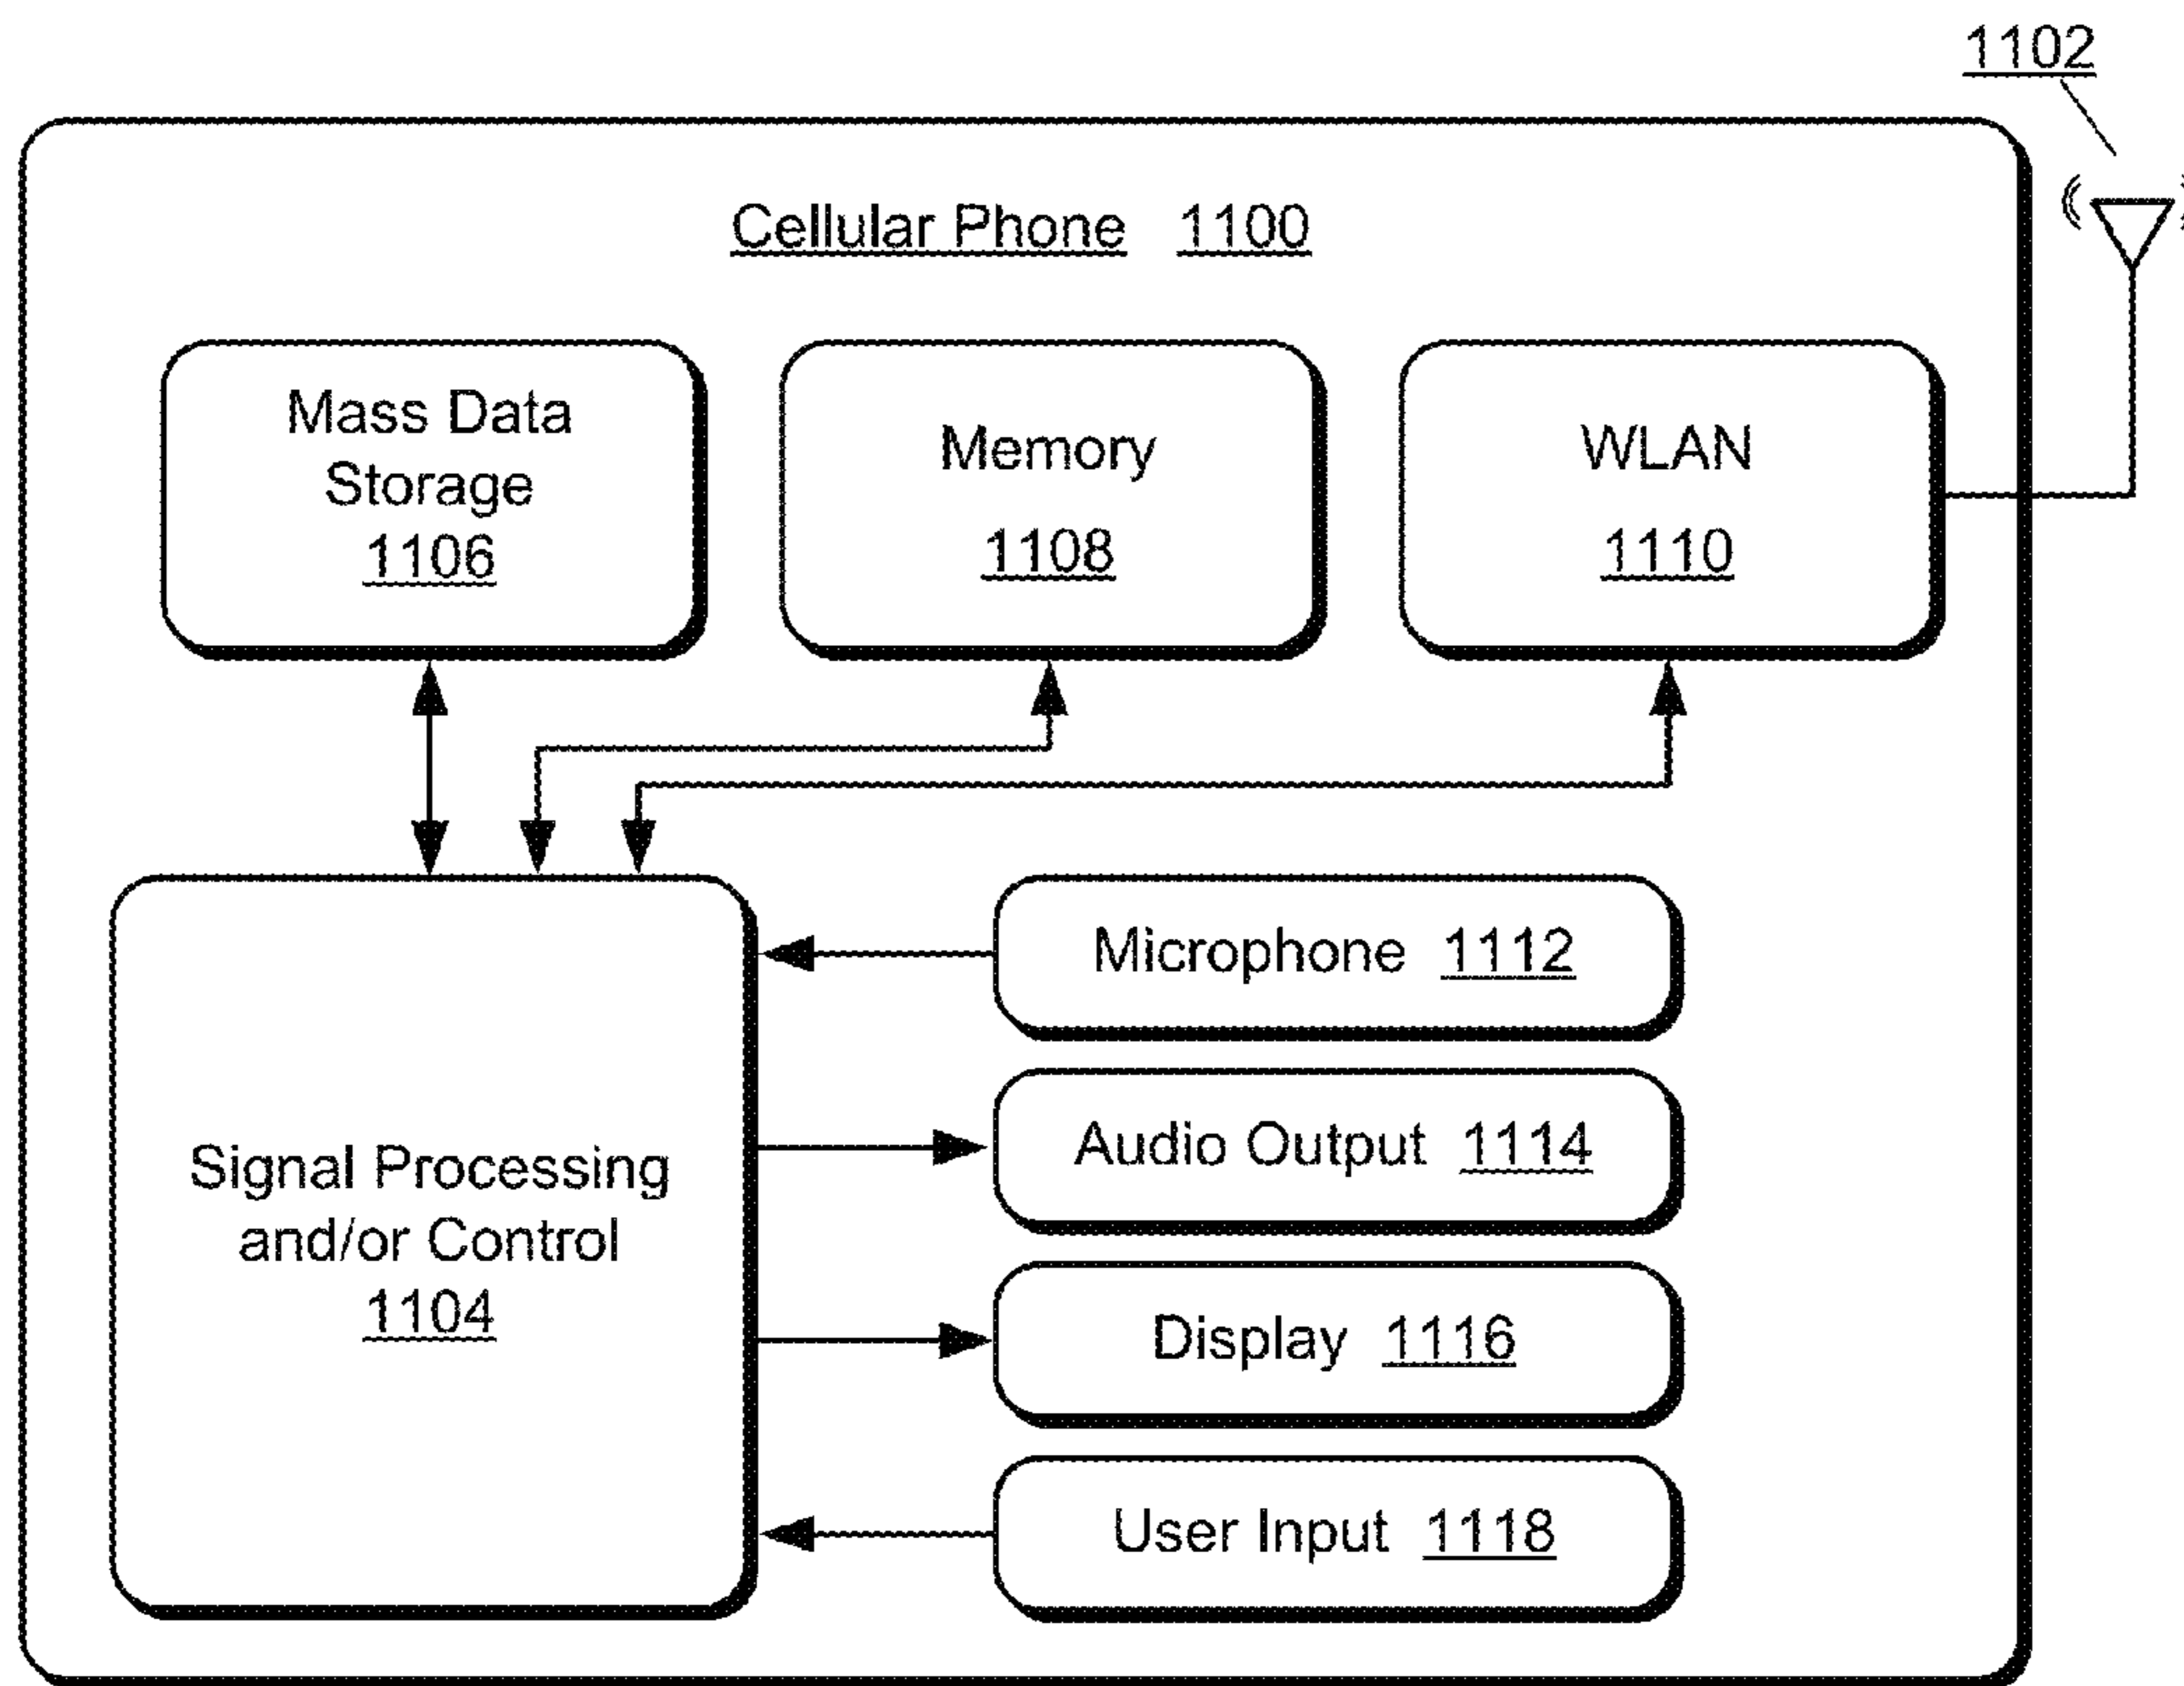 1102
Cellular Phone 1100
Mass Data
Storage
1106
Memory
1108
WLAN
1110
Signal Processing
and/or Control
1104
Microphone 1112
Audio Output 1114
Display 1116
User Input 1118